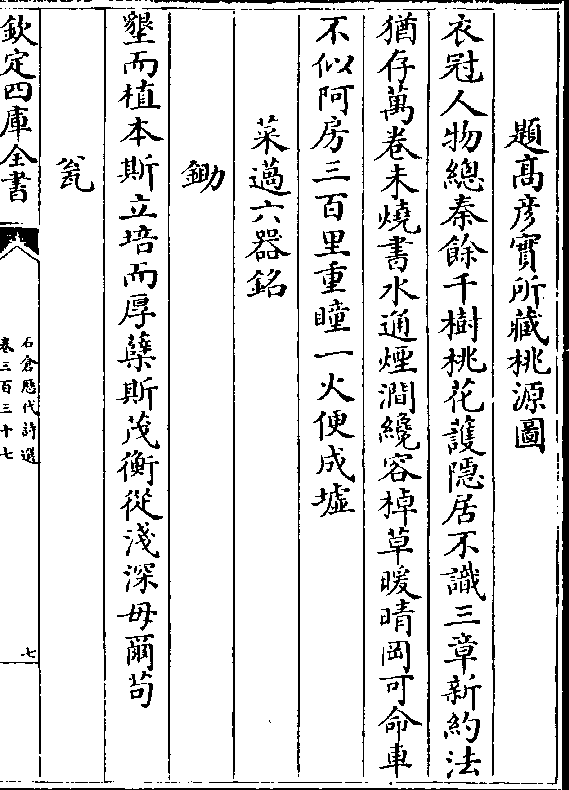 題髙彦實所藏桃源圖
衣冠人物總秦餘千樹桃花護隱居不識三章新約法
猶存萬卷未燒書水通煙澗纔容棹草暖晴岡可命車
不似阿房三百里重瞳一火便成墟
菜薖六器銘
鋤
墾而植本斯立培而厚蘖斯茂衡從淺深毋爾苟
瓮
欽定四庫全書
石倉歷代詩選
卷三百三十七
七